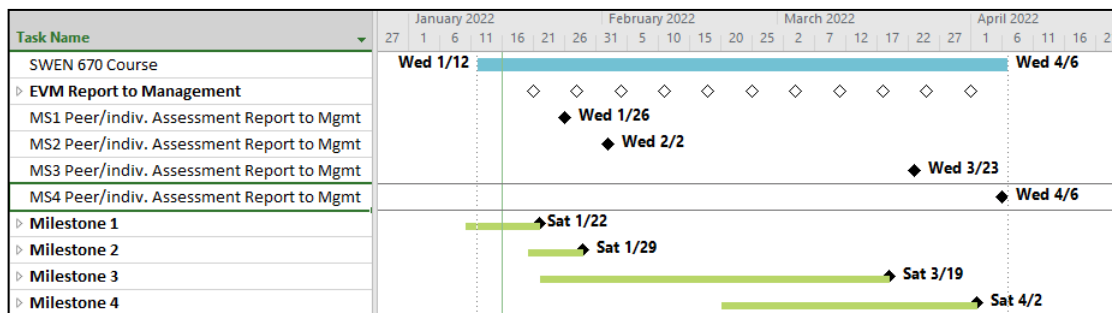 January 2022 February 2022 March 2022 April 2022
Task Name 27 1 6 11 16 21 26 31 5 10 15 20 25 2 7 12 17 22 27 1 6 11 16 2
SWEN 670 Course Wed 1/12 Wed 4/6
EVM Report to Management
MS1 Peer/indiv. Assessment Report to Mgmt Wed 1/26
MS2 Peer/indiv. Assessment Report to Mgmt Wed 2/2
MS3 Peer/indiv. Assessment Report to Mgmt Wed 3/23
MS4 Peer/indiv. Assessment Report to Mgmt Wed 4/6
Milestone 1 Sat 1/22
Milestone 2 Sat 1/29
Milestone 3 Sat 3/19
Milestone 4 Sat 4/2